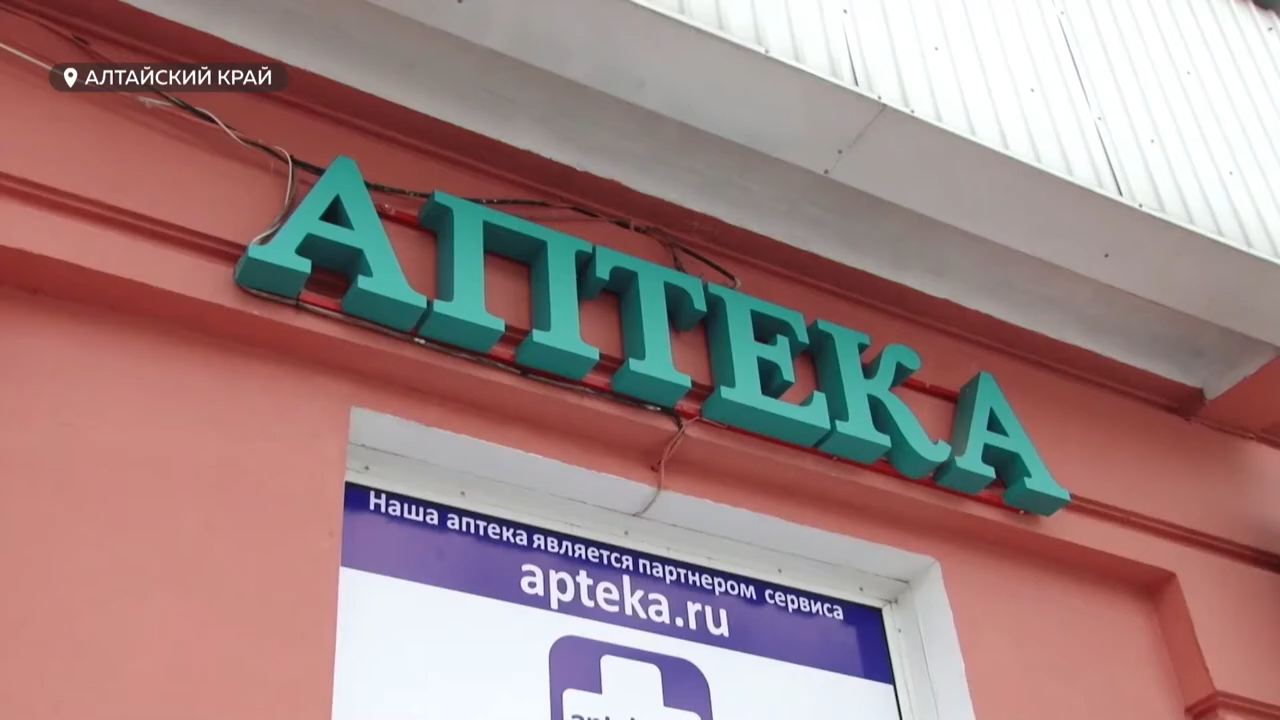 АЛТАЙСКИЙ КРАЙ
АПТЕКА
Наша аптека является партнером сервиса
apteka.ru